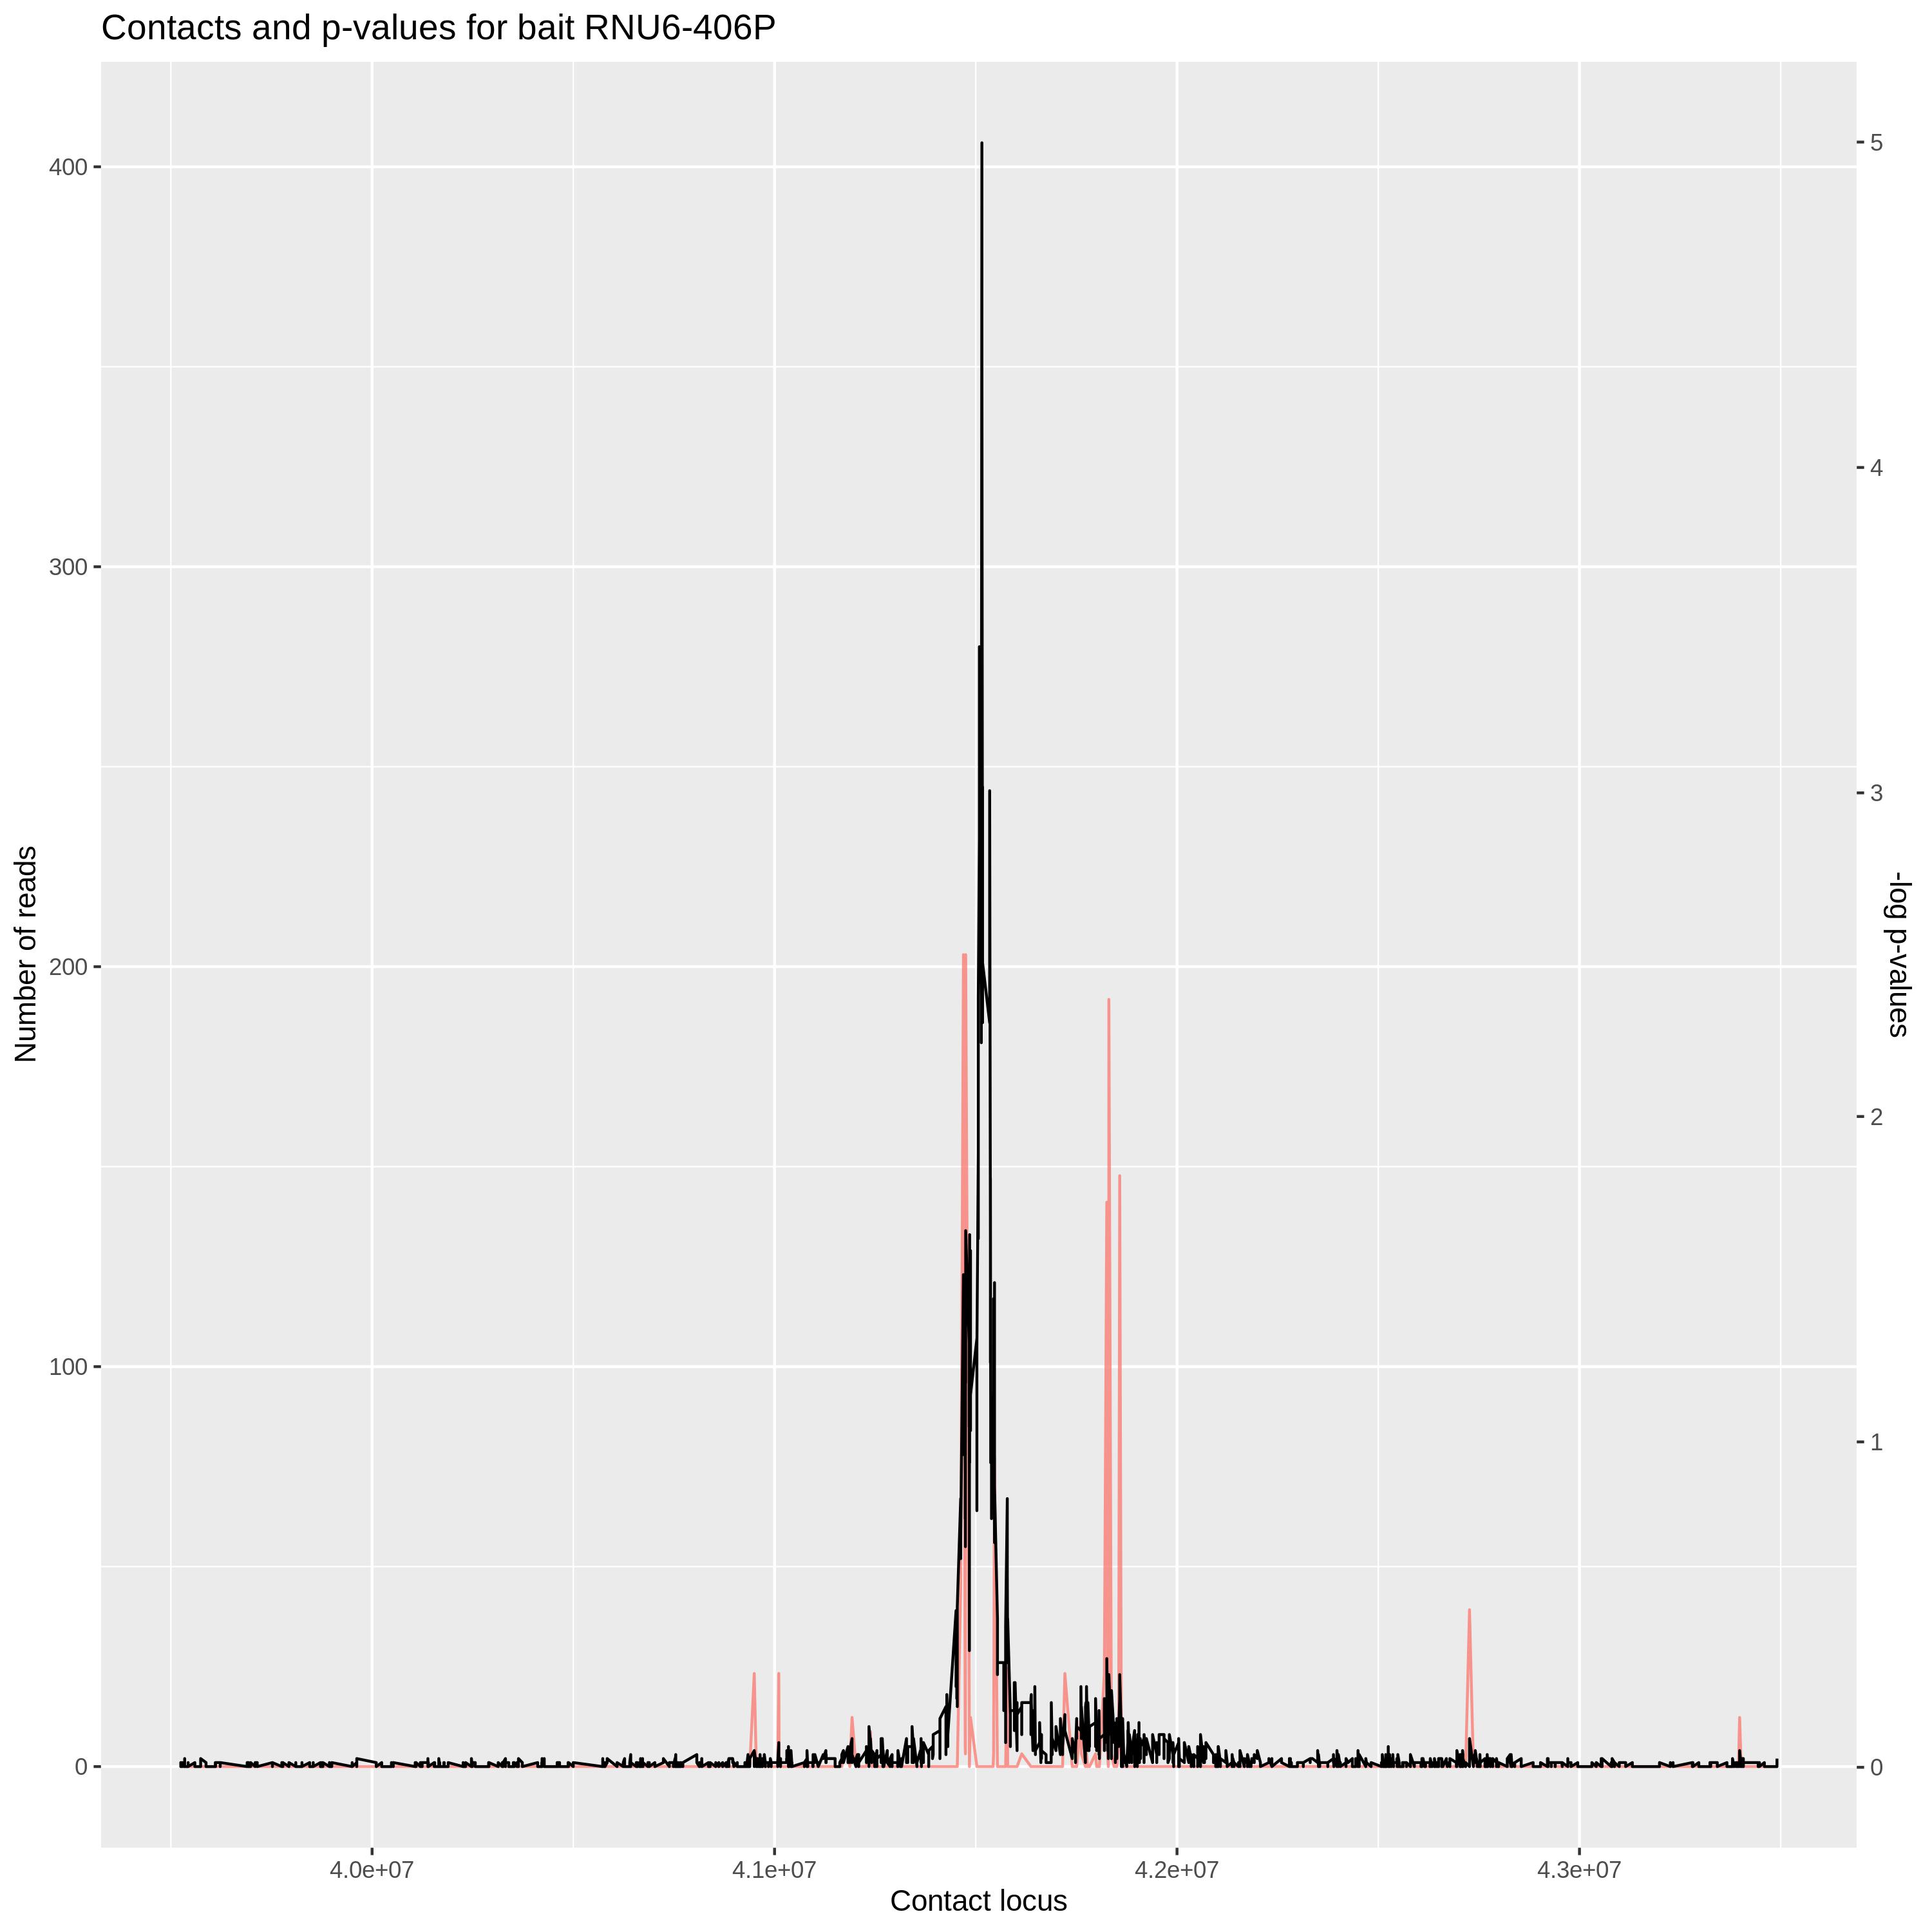 Contacts and p-values for bait RNU6-406P
400
300
200
100
0
Number of reads
5
4
3
2
1
0
-log p-values
4.0e+07
4.1e+07
4.2e+07
4.3e+07
Contact locus